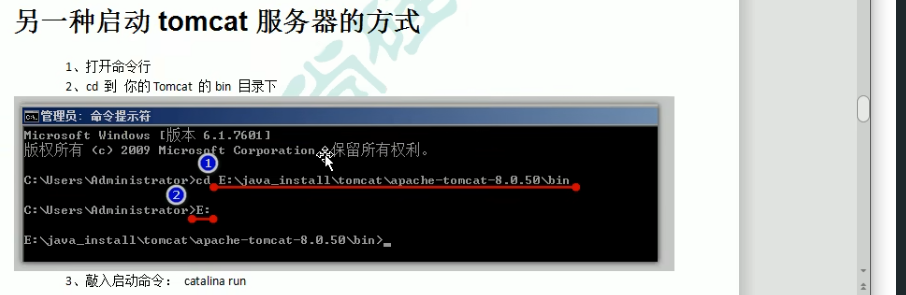 另一种启动 tomcat 服务器的方式
1、打开命令行
2、cd 到 你的 Tomcat 的 bin 目录下
管理员: 命令提示符
Microsoft Windows [版本 6.1.7601]
版权所有 (c) 2009 Microsoft Corporation。保留所有权利。
1
C:\Users\Administrator>cd E:\java_install\tomcat\apache-tomcat-8.0.50\bin
2
C:\Users\Administrator>E:
E:\java_install\tomcat\apache-tomcat-8.0.50\bin>_
3、敲入启动命令： catalina run